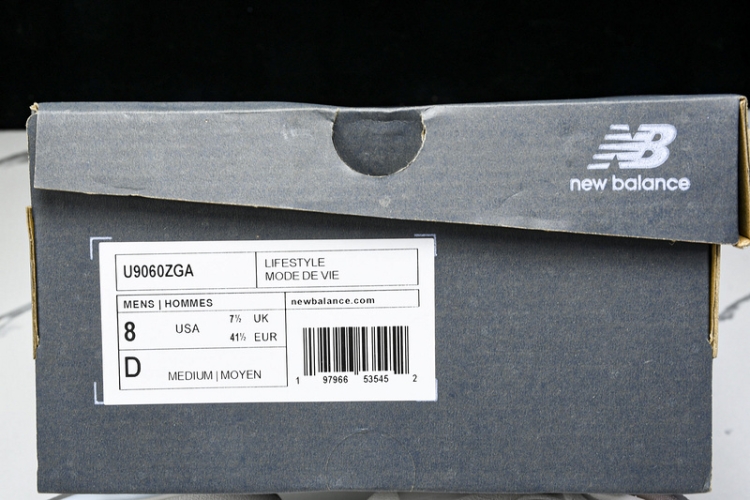 NB
new balance
U9060ZGA
LIFESTYLE
MODE DE VIE
MENS | HOMMES
newbalance.com
8 USA 7½ UK
41½ EUR
D MEDIUM | MOYEN
1 97966 53545 2